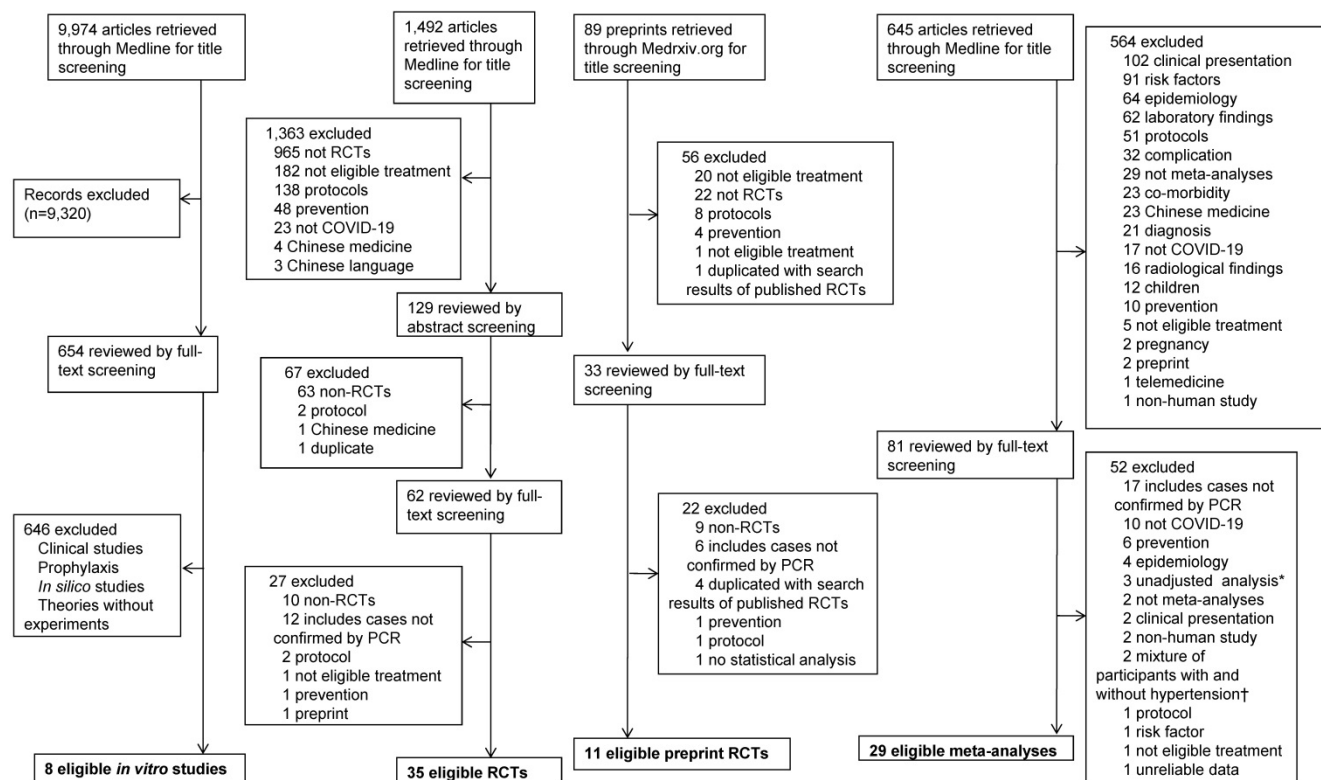 9,974 articles retrieved
through Medline for title
screening
Records excluded
(n=9,320)
654 reviewed by full-
text screening
646 excluded
Clinical studies
Prophylaxis
In silico studies
Theories without
experiments
8 eligible in vitro studies
1,492 articles
retrieved through
Medline for title
screening
1,363 excluded
965 not RCTs
182 not eligible treatment
138 protocols
48 prevention
23 not COVID-19
4 Chinese medicine
3 Chinese language
129 reviewed by
abstract screening
67 excluded
63 non-RCTs
2 protocol
1 Chinese medicine
1 duplicate
62 reviewed by full-
text screening
27 excluded
10 non-RCTs
12 includes cases not
confirmed by PCR
2 protocol
1 not eligible treatment
1 prevention
1 preprint
35 eligible RCTs
89 preprints retrieved
through Medrxiv.org for
title screening
56 excluded
20 not eligible treatment
22 not RCTs
8 protocols
4 prevention
1 not eligible treatment
1 duplicated with search
results of published RCTs
33 reviewed by full-text
screening
22 excluded
9 non-RCTs
6 includes cases not
confirmed by PCR
4 duplicated with search
results of published RCTs
1 prevention
1 protocol
1 no statistical analysis
11 eligible preprint RCTs
645 articles retrieved
through Medline for title
screening
564 excluded
102 clinical presentation
91 risk factors
64 epidemiology
62 laboratory findings
51 protocols
32 complication
29 not meta-analyses
23 co-morbidity
23 Chinese medicine
21 diagnosis
17 not COVID-19
16 radiological findings
12 children
10 prevention
5 not eligible treatment
2 pregnancy
2 preprint
1 telemedicine
1 non-human study
81 reviewed by full-text
screening
52 excluded
17 includes cases not
confirmed by PCR
10 not COVID-19
6 prevention
4 epidemiology
3 unadjusted analysis*
2 not meta-analyses
2 clinical presentation
2 non-human study
2 mixture of
participants with and
without hypertension†
1 protocol
1 risk factor
1 not eligible treatment
1 unreliable data
29 eligible meta-analyses